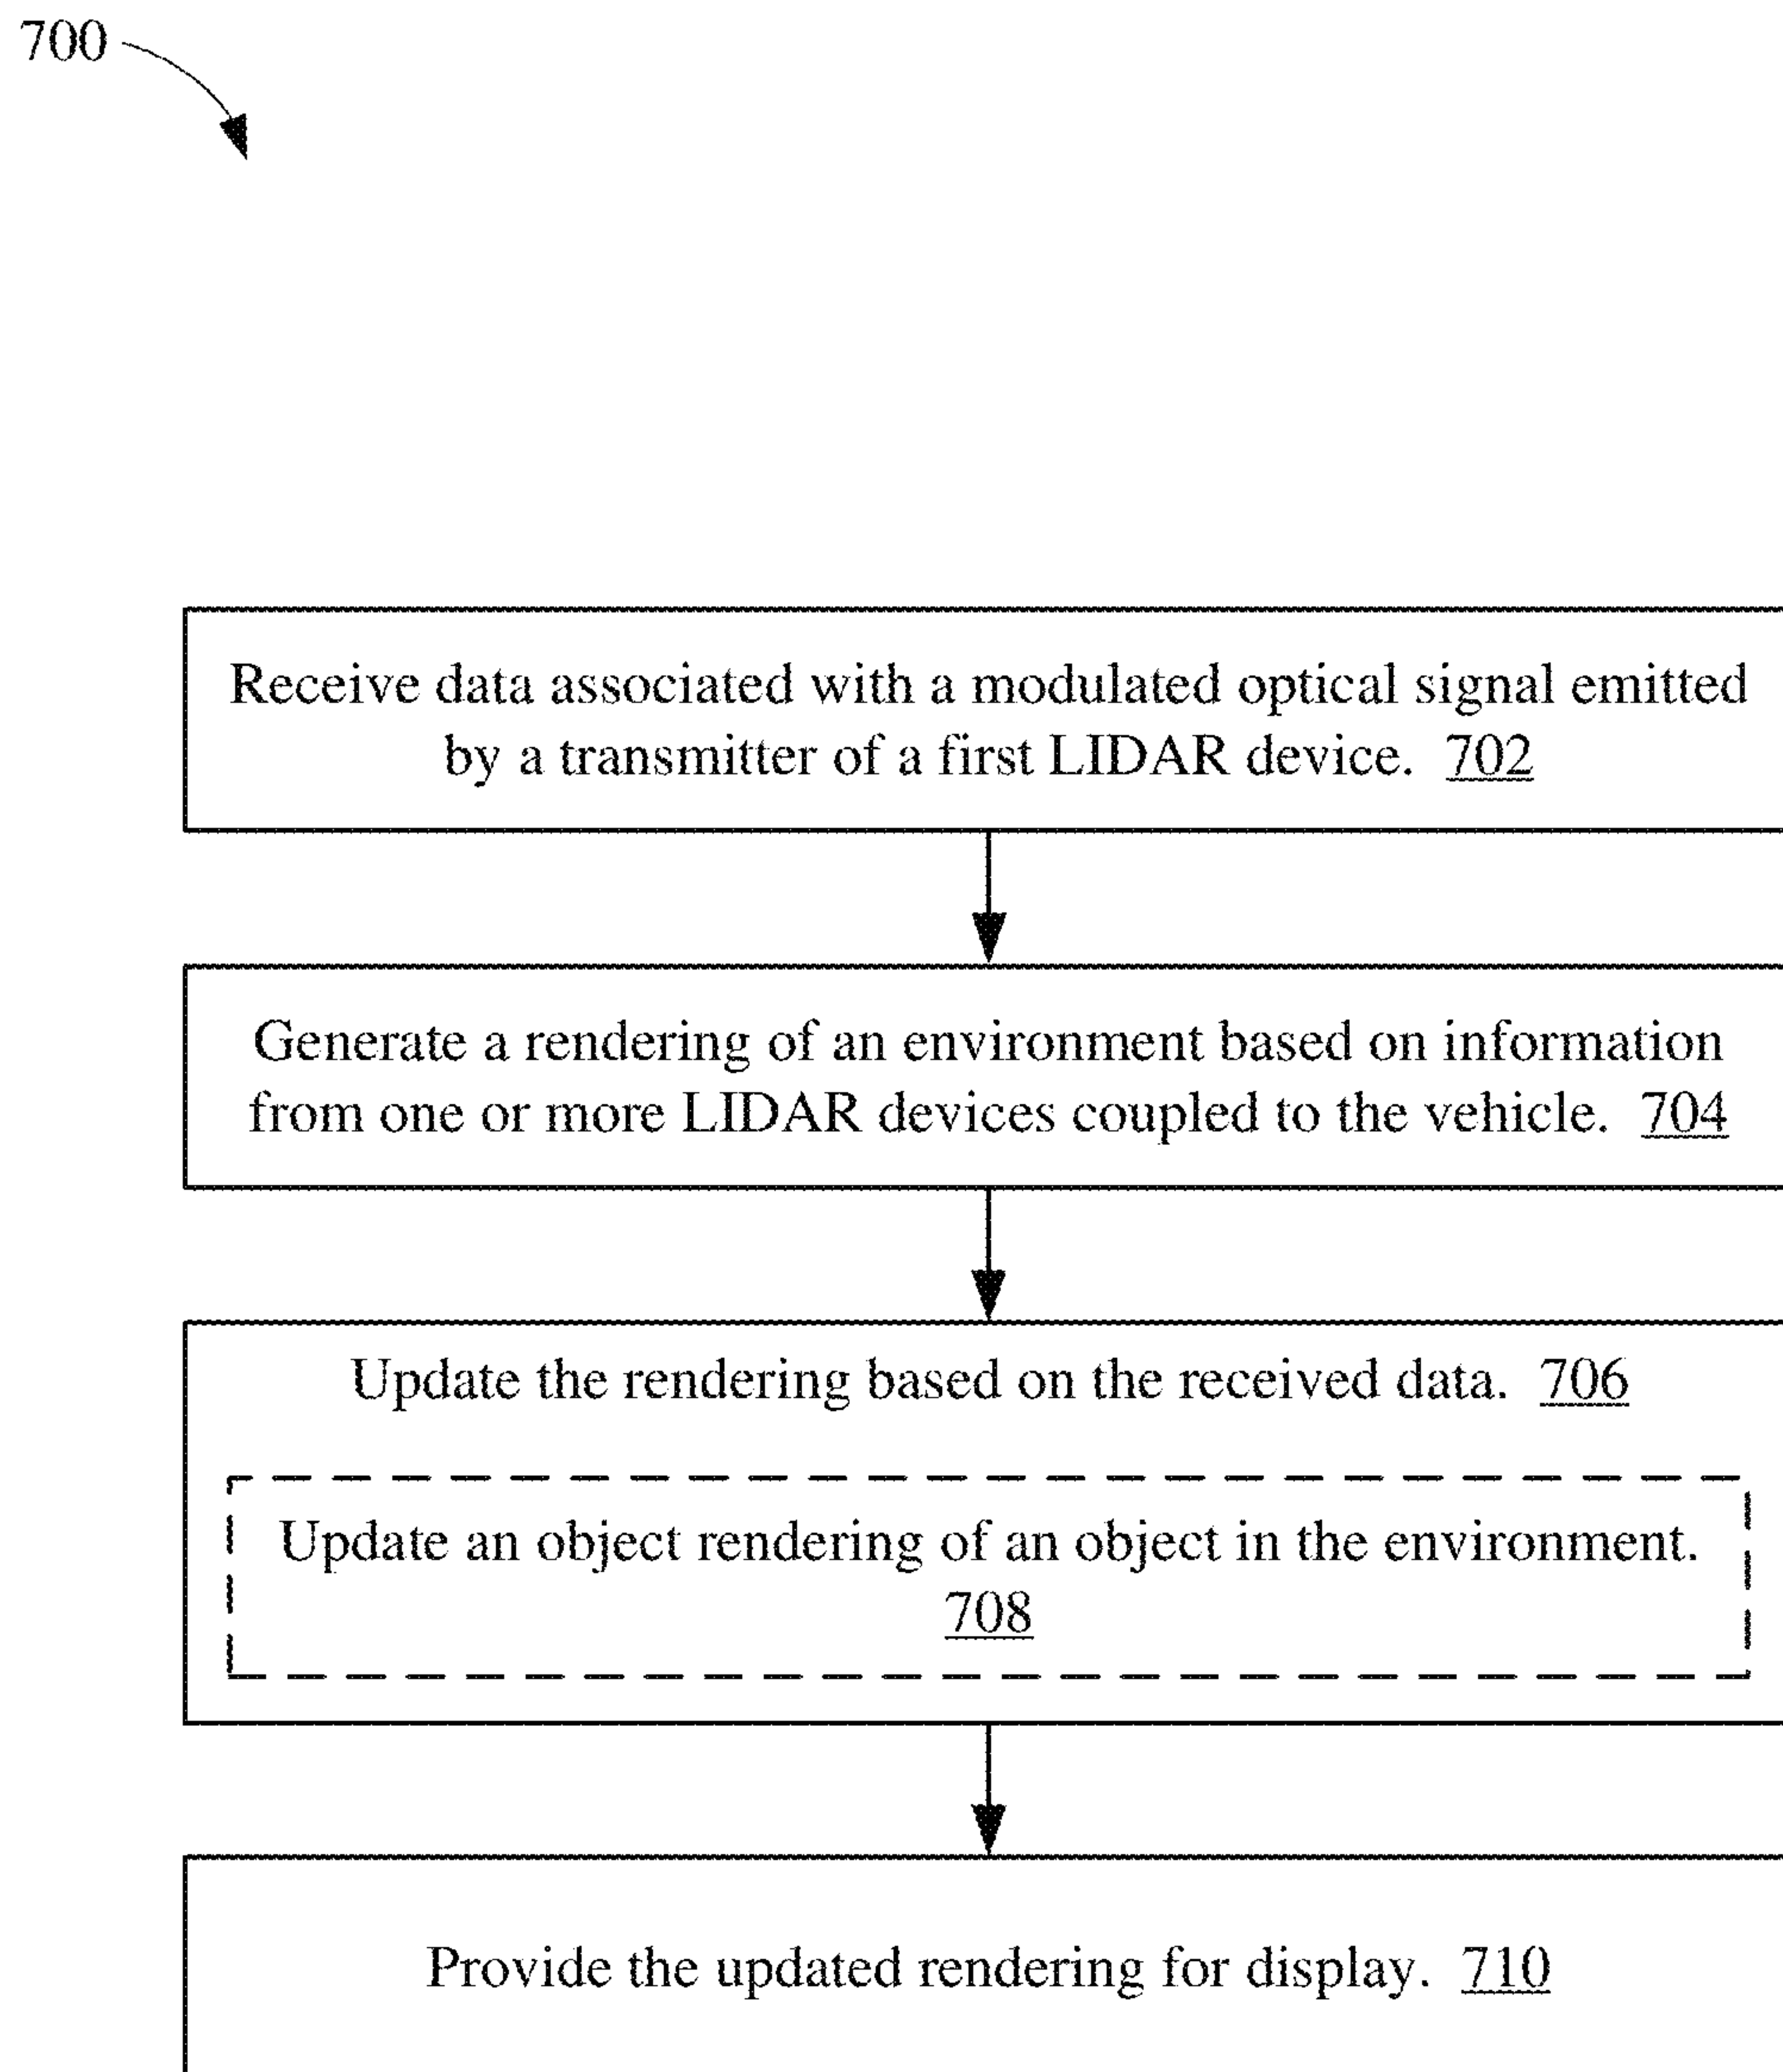 700
Receive data associated with a modulated optical signal emitted
by a transmitter of a first LIDAR device. 702
Generate a rendering of an environment based on information
from one or more LIDAR devices coupled to the vehicle. 704
Update the rendering based on the received data. 706
Update an object rendering of an object in the environment.
708
Provide the updated rendering for display. 710